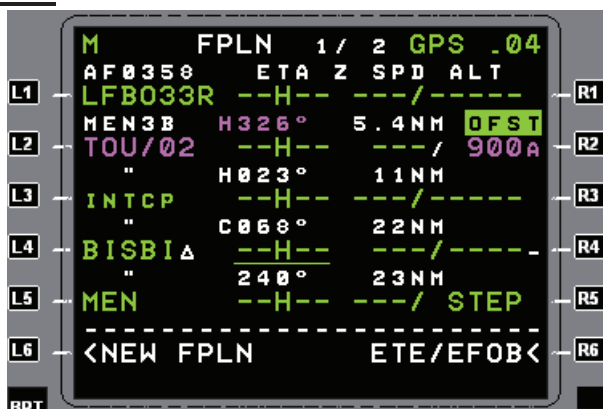 M FPLN 1/ 2 GPS .04
AF0358 ETA Z SPD ALT
L1 LFBO33R --H-- ---/----- R1
MEN3B H326° 5.4NM OFST
L2 TOU/02 --H-- ---/ 900A R2
" H023° 11NM
L3 INTCP --H-- ---/----- R3
" C068° 22NM
L4 BISBI∆ --H-- ---/----- R4
" 240° 23NM
L5 MEN --H-- ---/ STEP R5
L6 <NEW FPLN ETE/EFOB< R6